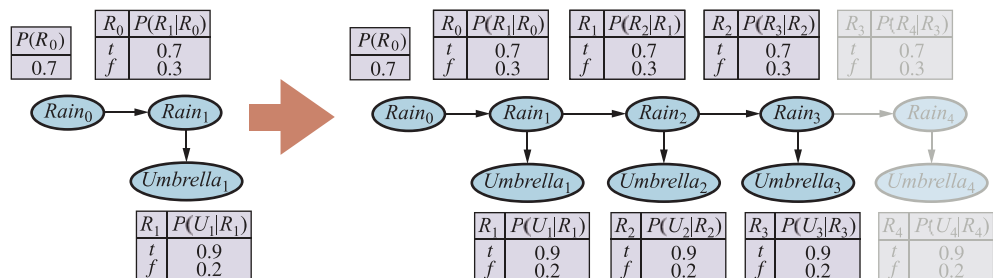 P(R₀)
0.7
R₀ P(R₁|R₀)
t 0.7
f 0.3
Rain₀
Rain₁
Umbrella₁
R₁ P(U₁|R₁)
t 0.9
f 0.2
P(R₀)
0.7
R₀ P(R₁|R₀)
t 0.7
f 0.3
R₁ P(R₂|R₁)
t 0.7
f 0.3
R₂ P(R₃|R₂)
t 0.7
f 0.3
R₃ P(R₄|R₃)
t 0.7
f 0.3
Rain₀
Rain₁
Rain₂
Rain₃
Rain₄
Umbrella₁
Umbrella₂
Umbrella₃
Umbrella₄
R₁ P(U₁|R₁)
t 0.9
f 0.2
R₂ P(U₂|R₂)
t 0.9
f 0.2
R₃ P(U₃|R₃)
t 0.9
f 0.2
R₄ P(U₄|R₄)
t 0.9
f 0.2